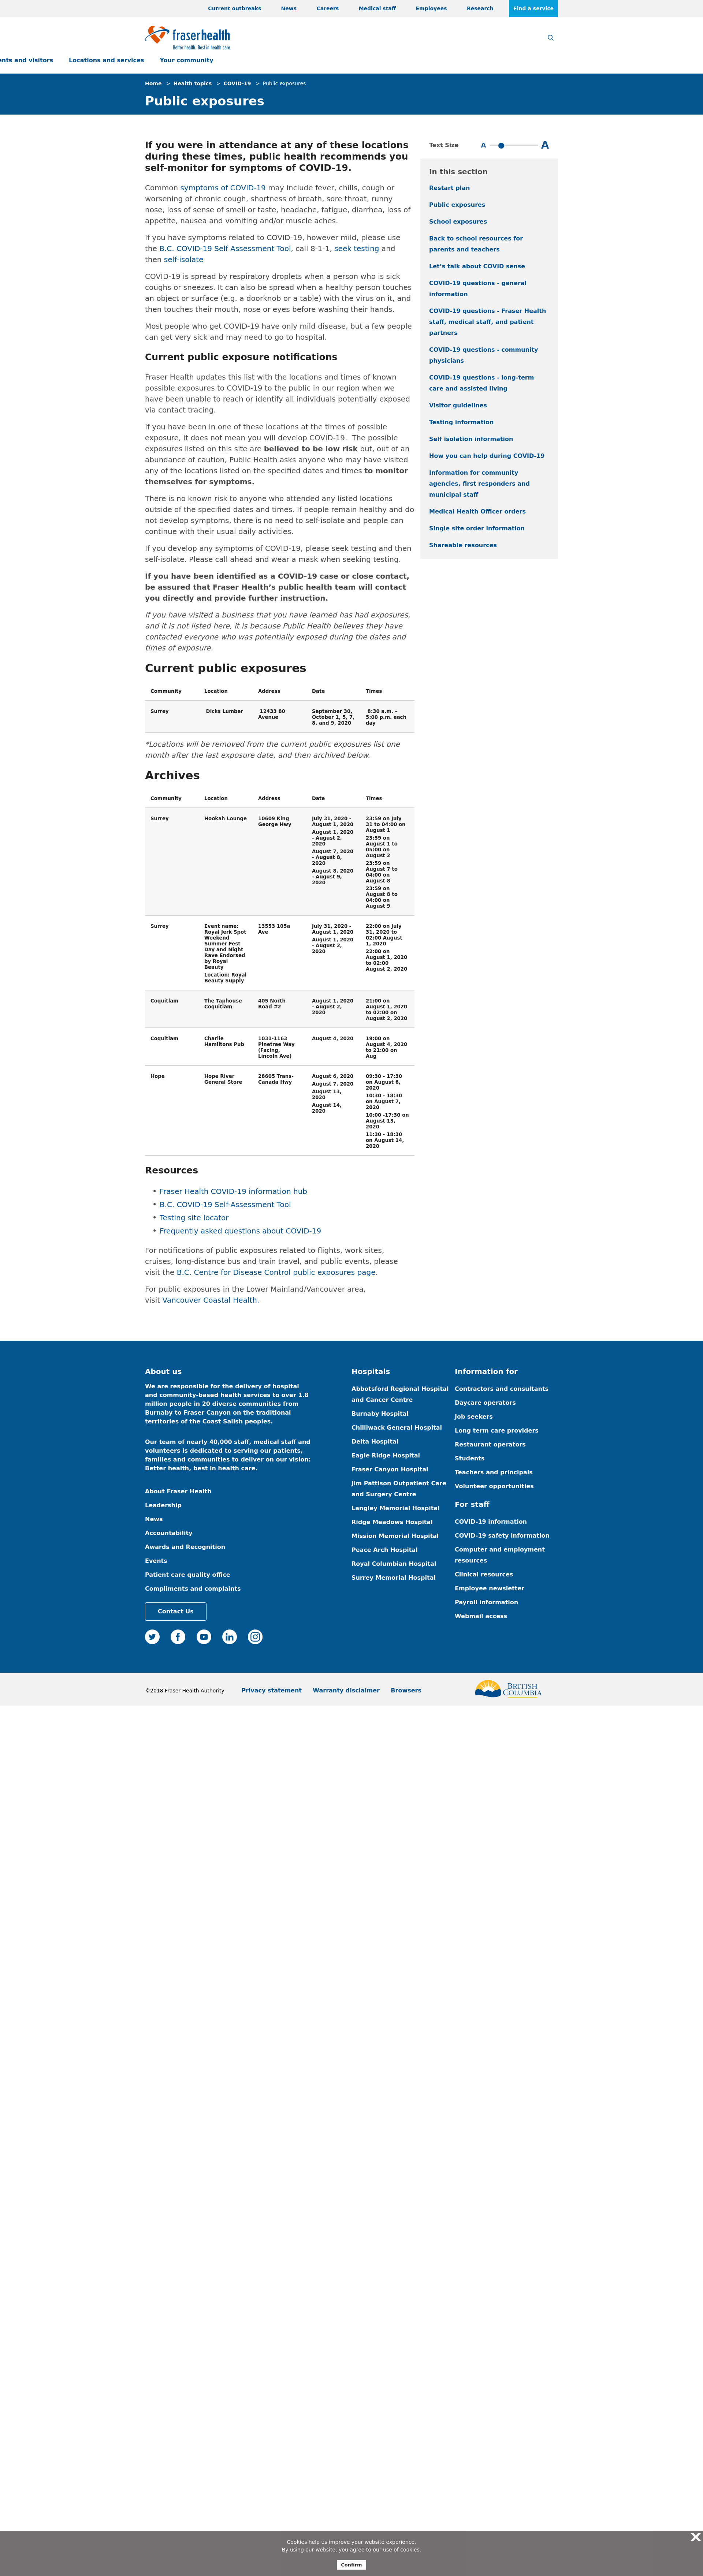 Current outbreaks News Careers Medical staff Employees Research Find a service
fraserhealth
Better health. Best in health care.
ents and visitors Locations and services Your community
Home > Health topics > COVID-19 > Public exposures
Public exposures
If you were in attendance at any of these locations
during these times, public health recommends you
self-monitor for symptoms of COVID-19.
Common symptoms of COVID-19 may include fever, chills, cough or
worsening of chronic cough, shortness of breath, sore throat, runny
nose, loss of sense of smell or taste, headache, fatigue, diarrhea, loss of
appetite, nausea and vomiting and/or muscle aches.
If you have symptoms related to COVID-19, however mild, please use
the B.C. COVID-19 Self Assessment Tool, call 8-1-1, seek testing and
then self-isolate
COVID-19 is spread by respiratory droplets when a person who is sick
coughs or sneezes. It can also be spread when a healthy person touches
an object or surface (e.g. a doorknob or a table) with the virus on it, and
then touches their mouth, nose or eyes before washing their hands.
Most people who get COVID-19 have only mild disease, but a few people
can get very sick and may need to go to hospital.
Current public exposure notifications
Fraser Health updates this list with the locations and times of known
possible exposures to COVID-19 to the public in our region when we
have been unable to reach or identify all individuals potentially exposed
via contact tracing.
If you have been in one of these locations at the times of possible
exposure, it does not mean you will develop COVID-19. The possible
exposures listed on this site are believed to be low risk but, out of an
abundance of caution, Public Health asks anyone who may have visited
any of the locations listed on the specified dates and times to monitor
themselves for symptoms.
There is no known risk to anyone who attended any listed locations
outside of the specified dates and times. If people remain healthy and do
not develop symptoms, there is no need to self-isolate and people can
continue with their usual daily activities.
If you develop any symptoms of COVID-19, please seek testing and then
self-isolate. Please call ahead and wear a mask when seeking testing.
If you have been identified as a COVID-19 case or close contact,
be assured that Fraser Health's public health team will contact
you directly and provide further instruction.
If you have visited a business that you have learned has had exposures,
and it is not listed here, it is because Public Health believes they have
contacted everyone who was potentially exposed during the dates and
times of exposure.
Current public exposures
Community Location Address Date Times
Surrey Dicks Lumber 12433 80 Avenue September 30, October 1, 5, 7, 8, and 9, 2020 8:30 a.m. – 5:00 p.m. each day
*Locations will be removed from the current public exposures list one
month after the last exposure date, and then archived below.
Archives
Community Location Address Date Times
Surrey Hookah Lounge 10609 King George Hwy July 31, 2020 - August 1, 2020
August 1, 2020 - August 2, 2020
August 7, 2020 - August 8, 2020
August 8, 2020 - August 9, 2020
23:59 on July 31 to 04:00 on August 1
23:59 on August 1 to 05:00 on August 2
23:59 on August 7 to 04:00 on August 8
23:59 on August 8 to 04:00 on August 9
Surrey Event name: Royal Jerk Spot Weekend Summer Fest Day and Night Rave Endorsed by Royal Beauty
Location: Royal Beauty Supply
13553 105a Ave
July 31, 2020 - August 1, 2020
August 1, 2020 - August 2, 2020
22:00 on July 31, 2020 to 02:00 August 1, 2020
22:00 on August 1, 2020 to 02:00 August 2, 2020
Coquitlam The Taphouse Coquitlam 405 North Road #2 August 1, 2020 - August 2, 2020 21:00 on August 1, 2020 to 02:00 on August 2, 2020
Coquitlam Charlie Hamiltons Pub 1031-1163 Pinetree Way (Facing, Lincoln Ave) August 4, 2020 19:00 on August 4, 2020 to 21:00 on Aug
Hope Hope River General Store 28605 Trans-Canada Hwy
August 6, 2020
August 7, 2020
August 13, 2020
August 14, 2020
09:30 - 17:30 on August 6, 2020
10:30 - 18:30 on August 7, 2020
10:00 -17:30 on August 13, 2020
11:30 - 18:30 on August 14, 2020
Resources
• Fraser Health COVID-19 information hub
• B.C. COVID-19 Self-Assessment Tool
• Testing site locator
• Frequently asked questions about COVID-19
For notifications of public exposures related to flights, work sites,
cruises, long-distance bus and train travel, and public events, please
visit the B.C. Centre for Disease Control public exposures page.
For public exposures in the Lower Mainland/Vancouver area,
visit Vancouver Coastal Health.
Text Size A A
In this section
Restart plan
Public exposures
School exposures
Back to school resources for
parents and teachers
Let's talk about COVID sense
COVID-19 questions - general
information
COVID-19 questions - Fraser Health
staff, medical staff, and patient
partners
COVID-19 questions - community
physicians
COVID-19 questions - long-term
care and assisted living
Visitor guidelines
Testing information
Self isolation information
How you can help during COVID-19
Information for community
agencies, first responders and
municipal staff
Medical Health Officer orders
Single site order information
Shareable resources
About us
We are responsible for the delivery of hospital
and community-based health services to over 1.8
million people in 20 diverse communities from
Burnaby to Fraser Canyon on the traditional
territories of the Coast Salish peoples.
Our team of nearly 40,000 staff, medical staff and
volunteers is dedicated to serving our patients,
families and communities to deliver on our vision:
Better health, best in health care.
About Fraser Health
Leadership
News
Accountability
Awards and Recognition
Events
Patient care quality office
Compliments and complaints
Contact Us
Hospitals
Abbotsford Regional Hospital
and Cancer Centre
Burnaby Hospital
Chilliwack General Hospital
Delta Hospital
Eagle Ridge Hospital
Fraser Canyon Hospital
Jim Pattison Outpatient Care
and Surgery Centre
Langley Memorial Hospital
Ridge Meadows Hospital
Mission Memorial Hospital
Peace Arch Hospital
Royal Columbian Hospital
Surrey Memorial Hospital
Information for
Contractors and consultants
Daycare operators
Job seekers
Long term care providers
Restaurant operators
Students
Teachers and principals
Volunteer opportunities
For staff
COVID-19 information
COVID-19 safety information
Computer and employment
resources
Clinical resources
Employee newsletter
Payroll information
Webmail access
©2018 Fraser Health Authority Privacy statement Warranty disclaimer Browsers
BRITISH
COLUMBIA
Cookies help us improve your website experience.
By using our website, you agree to our use of cookies.
Confirm